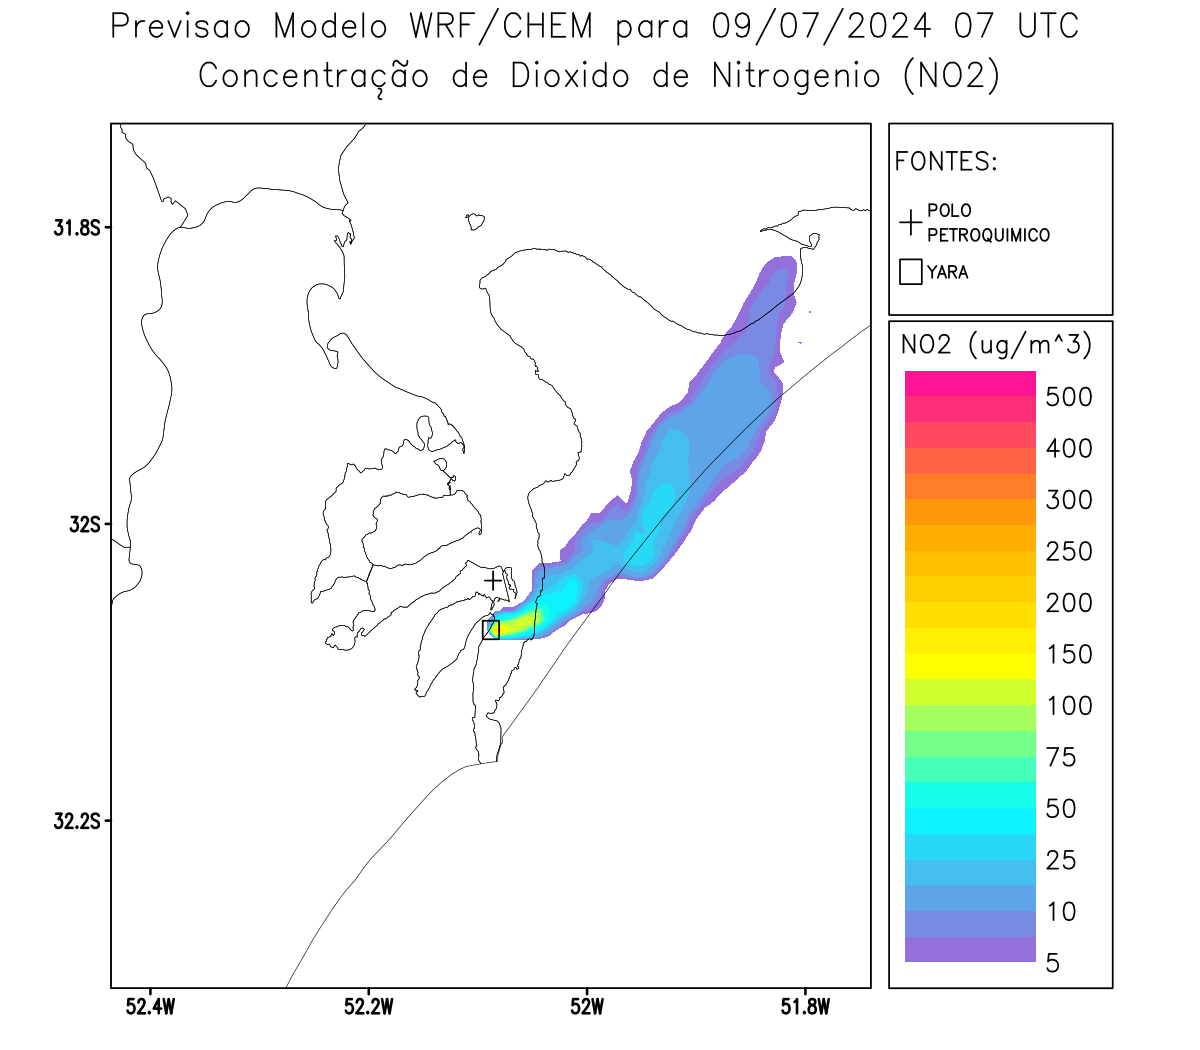 Previsao Modelo WRF/CHEM para 09/07/2024 07 UTC
Concentração de Dioxido de Nitrogenio (NO2)
FONTES:
POLO
PETROQUIMICO
YARA
NO2 (ug/m^3)
500
400
300
250
200
150
100
75
50
25
10
5
31.8S
32S
32.2S
52.4W
52.2W
52W
51.8W